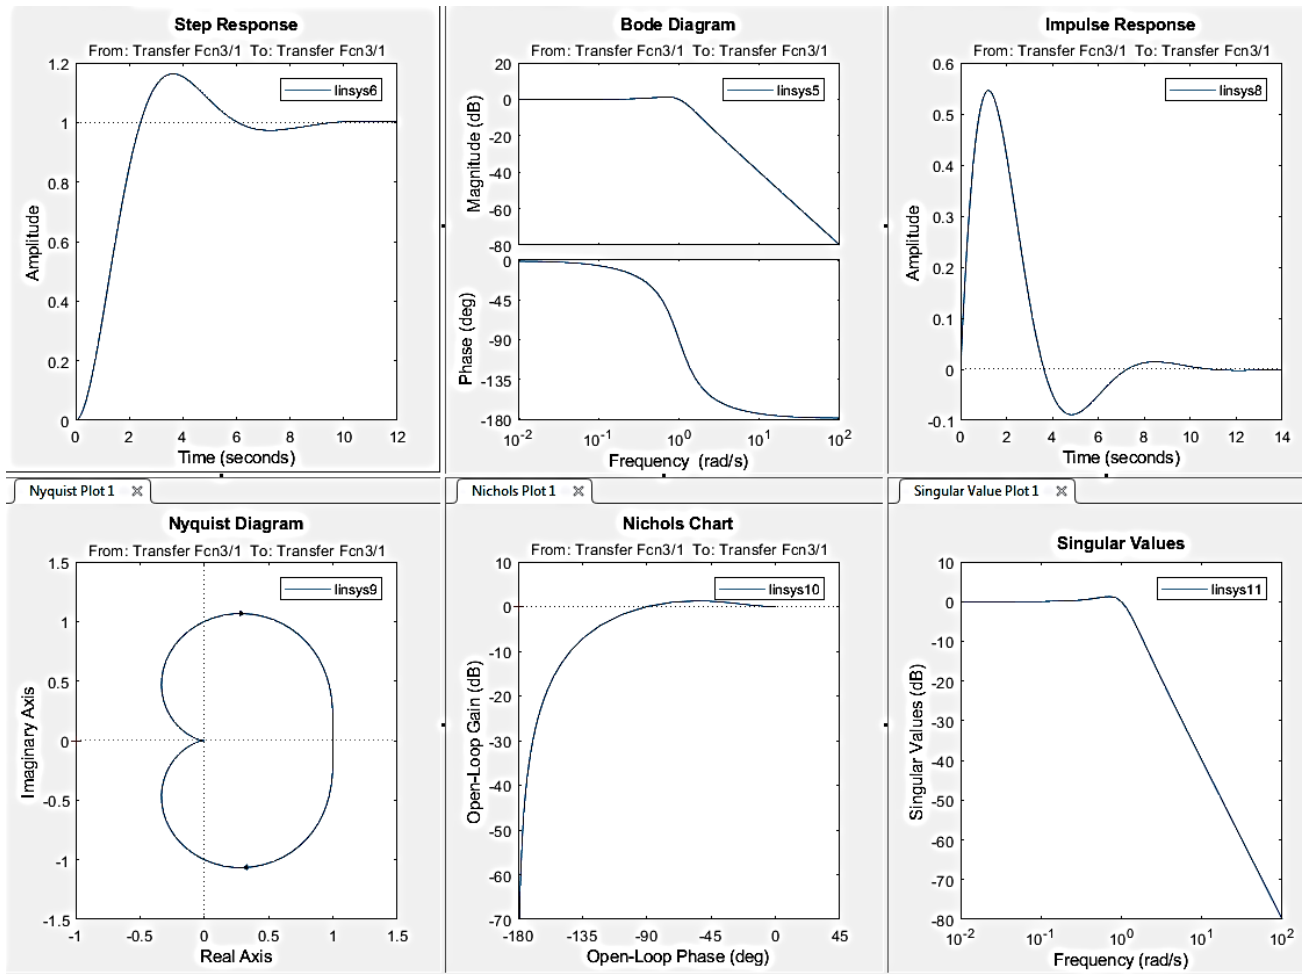 Step Response
From: Transfer Fcn3/1 To: Transfer Fcn3/1
linsys6
1.2
1
0.8
0.6
0.4
0.2
0
Amplitude
0 2 4 6 8 10 12
Time (seconds)
Bode Diagram
From: Transfer Fcn3/1 To: Transfer Fcn3/1
linsys5
20
0
-20
-40
-60
-80
Magnitude (dB)
0
-45
-90
-135
-180
Phase (deg)
10-2 10-1 100 101 102
Frequency (rad/s)
Impulse Response
From: Transfer Fcn3/1 To: Transfer Fcn3/1
linsys8
0.6
0.5
0.4
0.3
0.2
0.1
0
-0.1
Amplitude
0 2 4 6 8 10 12 14
Time (seconds)
Nyquist Plot 1
Nyquist Diagram
From: Transfer Fcn3/1 To: Transfer Fcn3/1
linsys9
1.5
1
0.5
0
-0.5
-1
-1.5
Imaginary Axis
-1 -0.5 0 0.5 1 1.5
Real Axis
Nichols Plot 1
Nichols Chart
From: Transfer Fcn3/1 To: Transfer Fcn3/1
linsys10
10
0
-10
-20
-30
-40
-50
-60
-70
Open-Loop Gain (dB)
-180 -135 -90 -45 0 45
Open-Loop Phase (deg)
Singular Value Plot 1
Singular Values
linsys11
10
0
-10
-20
-30
-40
-50
-60
-70
-80
Singular Values (dB)
10-2 10-1 100 101 102
Frequency (rad/s)